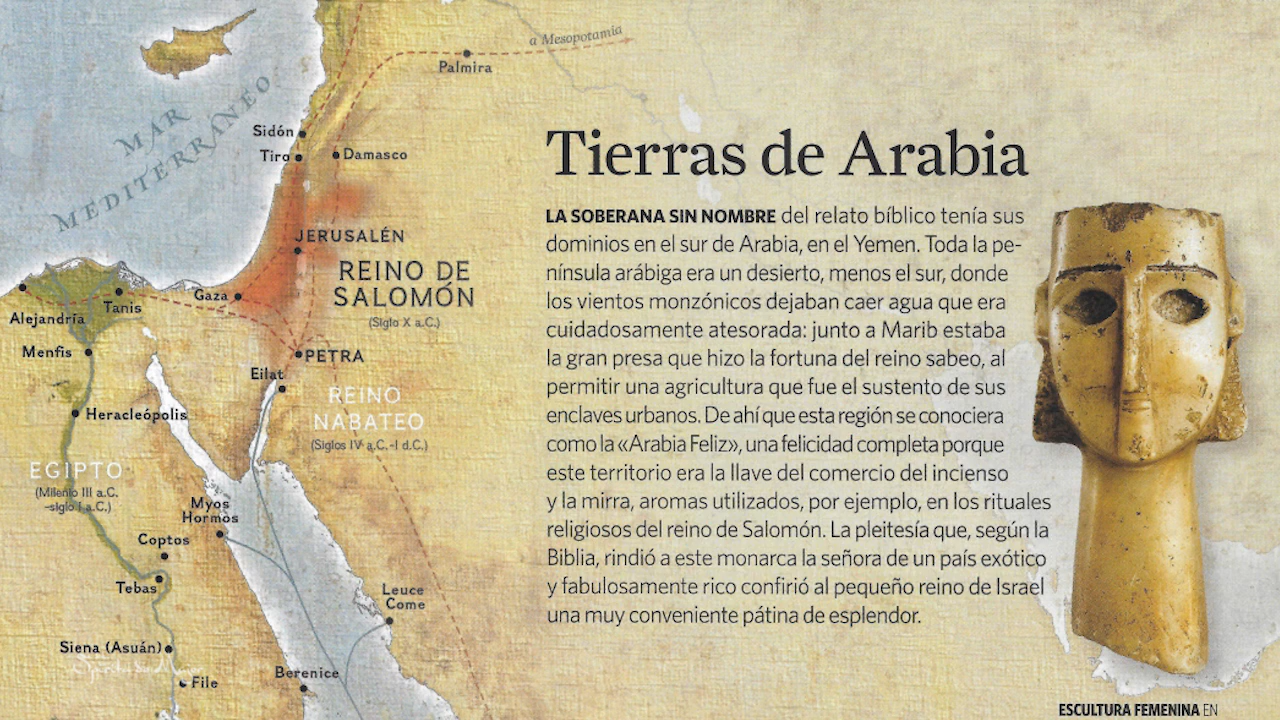 a Mesopotamia
Palmira
MAR
MEDITERRÁNEO
Sidón
Tiro
Damasco
JERUSALÉN
REINO DE
SALOMÓN
(Siglo X a.C.)
Gaza
Tanis
Alejandría
Menfis
PETRA
Eilat
REINO
NABATEO
(Siglos IV a.C.-I d.C.)
Heracleópolis
EGIPTO
(Milenio III a.C.
-siglo I a.C.)
Myos
Hormos
Coptos
Tebas
Leuce
Come
Siena (Asuán)
File
Berenice
Tierras de Arabia
LA SOBERANA SIN NOMBRE del relato bíblico tenía sus
dominios en el sur de Arabia, en el Yemen. Toda la pe-
nínsula arábiga era un desierto, menos el sur, donde
los vientos monzónicos dejaban caer agua que era
cuidadosamente atesorada: junto a Marib estaba
la gran presa que hizo la fortuna del reino sabeo, al
permitir una agricultura que fue el sustento de sus
enclaves urbanos. De ahí que esta región se conociera
como la «Arabia Feliz», una felicidad completa porque
este territorio era la llave del comercio del incienso
y la mirra, aromas utilizados, por ejemplo, en los rituales
religiosos del reino de Salomón. La pleitesía que, según la
Biblia, rindió a este monarca la señora de un país exótico
y fabulosamente rico confirió al pequeño reino de Israel
una muy conveniente pátina de esplendor.
ESCULTURA FEMENINA EN